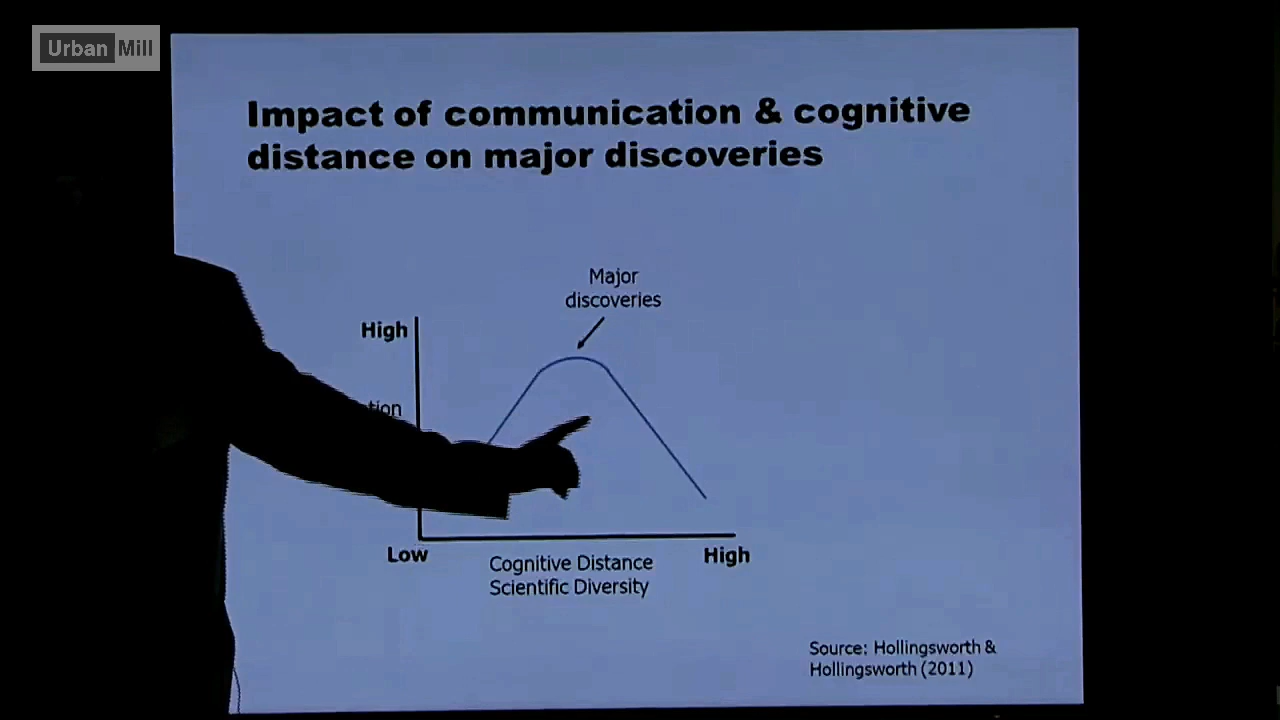 Urban Mill
Impact of communication & cognitive
distance on major discoveries
Major
discoveries
High
Low
High
Cognitive Distance
Scientific Diversity
Source: Hollingsworth &
Hollingsworth (2011)